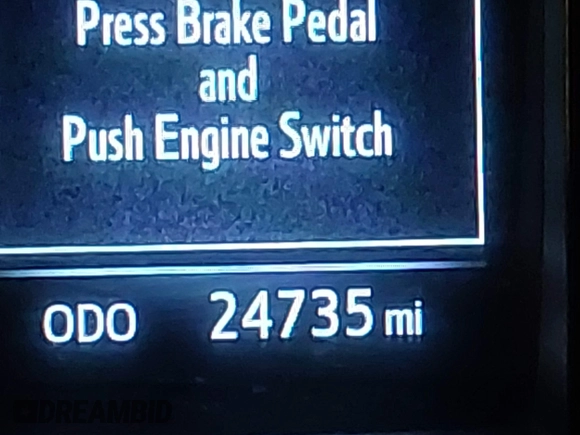 Press Brake Pedal
and
Push Engine Switch
ODO 24735 mi
DREAMBID